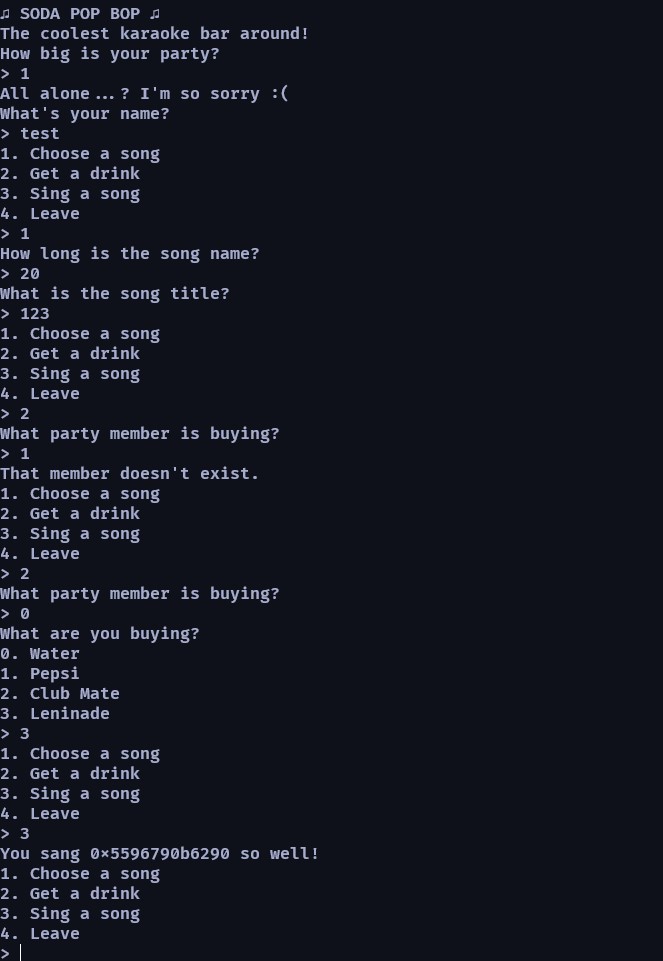 ♫ SODA POP BOP ♫
The coolest karaoke bar around!
How big is your party?
> 1
All alone...? I'm so sorry :(
What's your name?
> test
1. Choose a song
2. Get a drink
3. Sing a song
4. Leave
> 1
How long is the song name?
> 20
What is the song title?
> 123
1. Choose a song
2. Get a drink
3. Sing a song
4. Leave
> 2
What party member is buying?
> 1
That member doesn't exist.
1. Choose a song
2. Get a drink
3. Sing a song
4. Leave
> 2
What party member is buying?
> 0
What are you buying?
0. Water
1. Pepsi
2. Club Mate
3. Leninade
> 3
1. Choose a song
2. Get a drink
3. Sing a song
4. Leave
> 3
You sang 0x5596790b6290 so well!
1. Choose a song
2. Get a drink
3. Sing a song
4. Leave
>